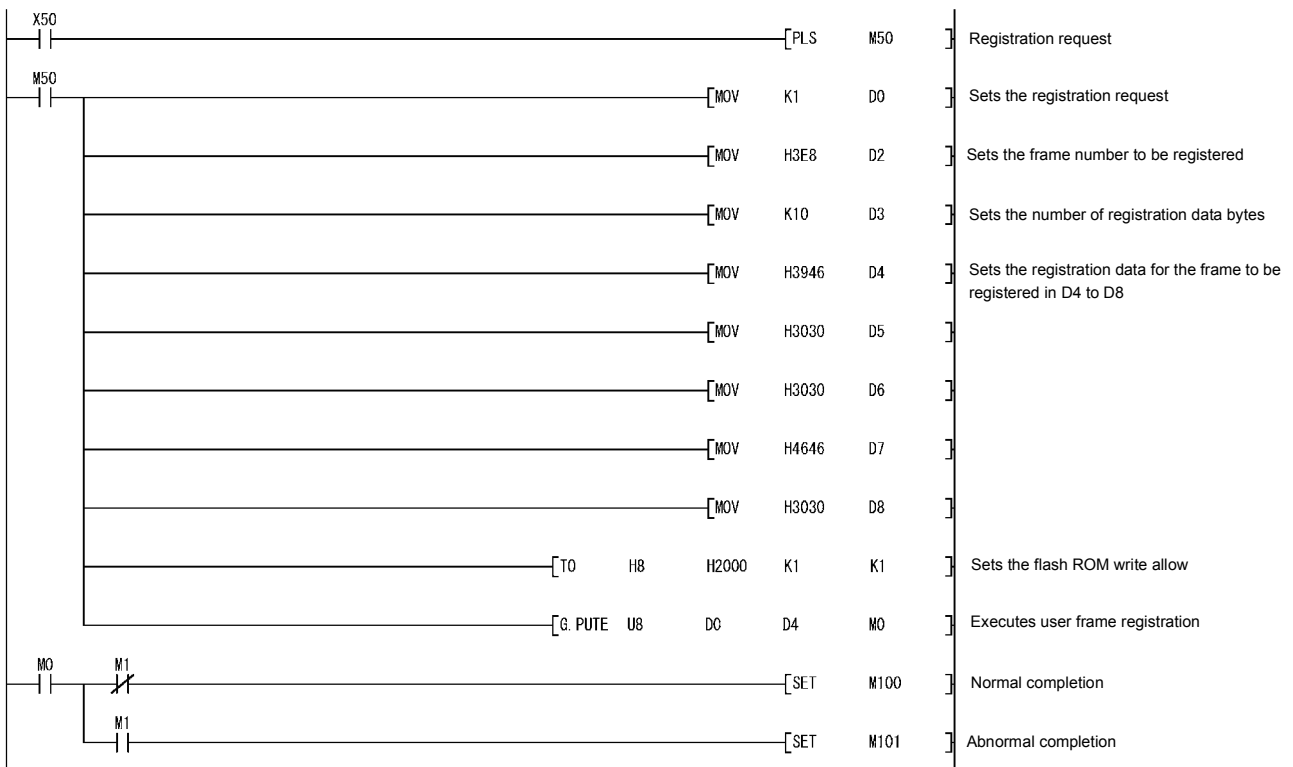 X50
[PLS M50 ] Registration request
M50
[MOV K1 D0 ] Sets the registration request
[MOV H3E8 D2 ] Sets the frame number to be registered
[MOV K10 D3 ] Sets the number of registration data bytes
[MOV H3946 D4 ] Sets the registration data for the frame to be
registered in D4 to D8
[MOV H3030 D5 ]
[MOV H3030 D6 ]
[MOV H4646 D7 ]
[MOV H3030 D8 ]
[TO H8 H2000 K1 K1 ] Sets the flash ROM write allow
[G. PUTE U8 D0 D4 M0 ] Executes user frame registration
M0 M1
[SET M100 ] Normal completion
M1
[SET M101 ] Abnormal completion